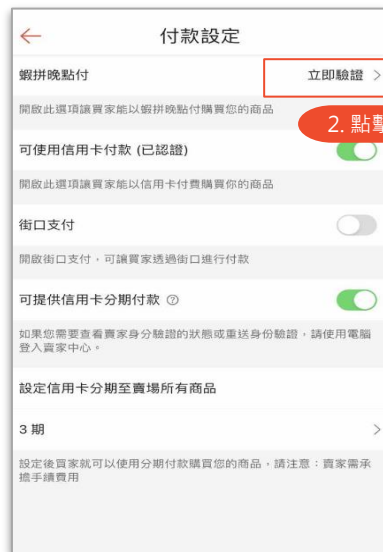 付款設定
蝦拼晚點付 立即驗證 >
開啟此選項讓買家能以蝦拼晚點付購買您的商品
2. 點擊
可使用信用卡付款 (已認證)
開啟此選項讓買家能以信用卡付費購買你的商品
街口支付
開啟街口支付，可讓買家透過街口進行付款
可提供信用卡分期付款 ?
如果您需要查看賣家身分驗證的狀態或重送身份驗證，請使用電腦
登入賣家中心。
設定信用卡分期至賣場所有商品
3 期 >
設定後買家就可以使用分期付款購買您的商品，請注意：賣家需承
擔手續費用